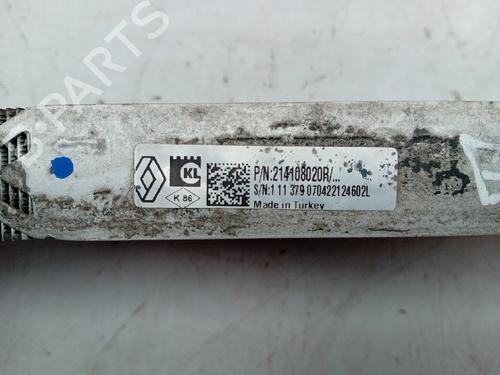 KL
K 86
P/N:214108020R/...
S/N:1 11 379 070422124602L
Made in Turkey
B-PARTS